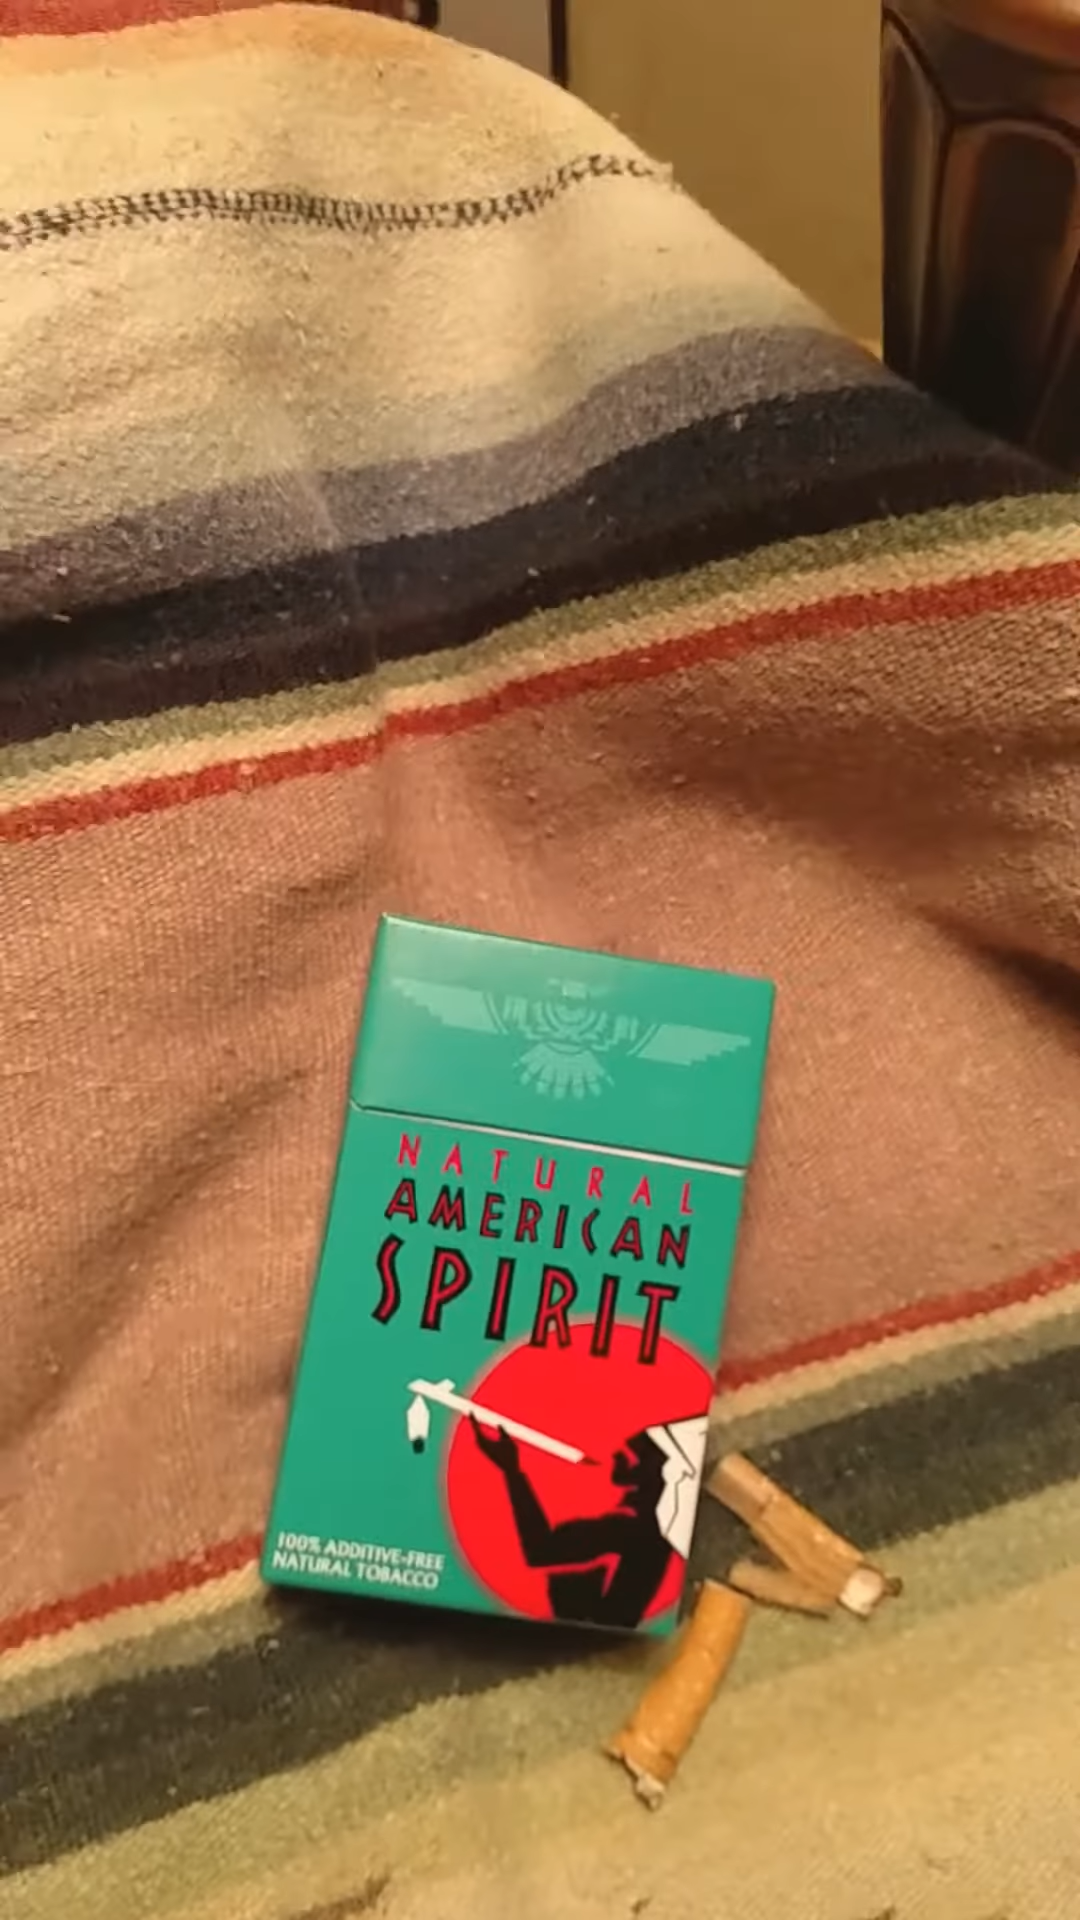 NATURAL
AMERICAN
SPIRIT
100% ADDITIVE-FREE
NATURAL TOBACCO